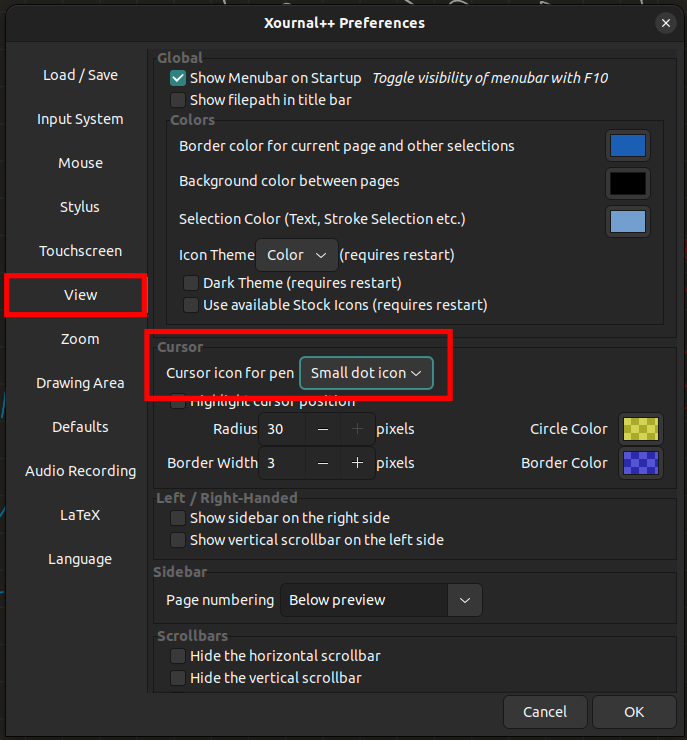 Xournal++ Preferences
Load / Save
Input System
Mouse
Stylus
Touchscreen
View
Zoom
Drawing Area
Defaults
Audio Recording
LaTeX
Language
Global
Show Menubar on Startup Toggle visibility of menubar with F10
Show filepath in title bar
Colors
Border color for current page and other selections
Background color between pages
Selection Color (Text, Stroke Selection etc.)
Icon Theme Color (requires restart)
Dark Theme (requires restart)
Use available Stock Icons (requires restart)
Cursor
Cursor icon for pen Small dot icon
Highlight cursor position
Radius 30 − + pixels Circle Color
Border Width 3 − + pixels Border Color
Left / Right-Handed
Show sidebar on the right side
Show vertical scrollbar on the left side
Sidebar
Page numbering Below preview
Scrollbars
Hide the horizontal scrollbar
Hide the vertical scrollbar
Cancel OK